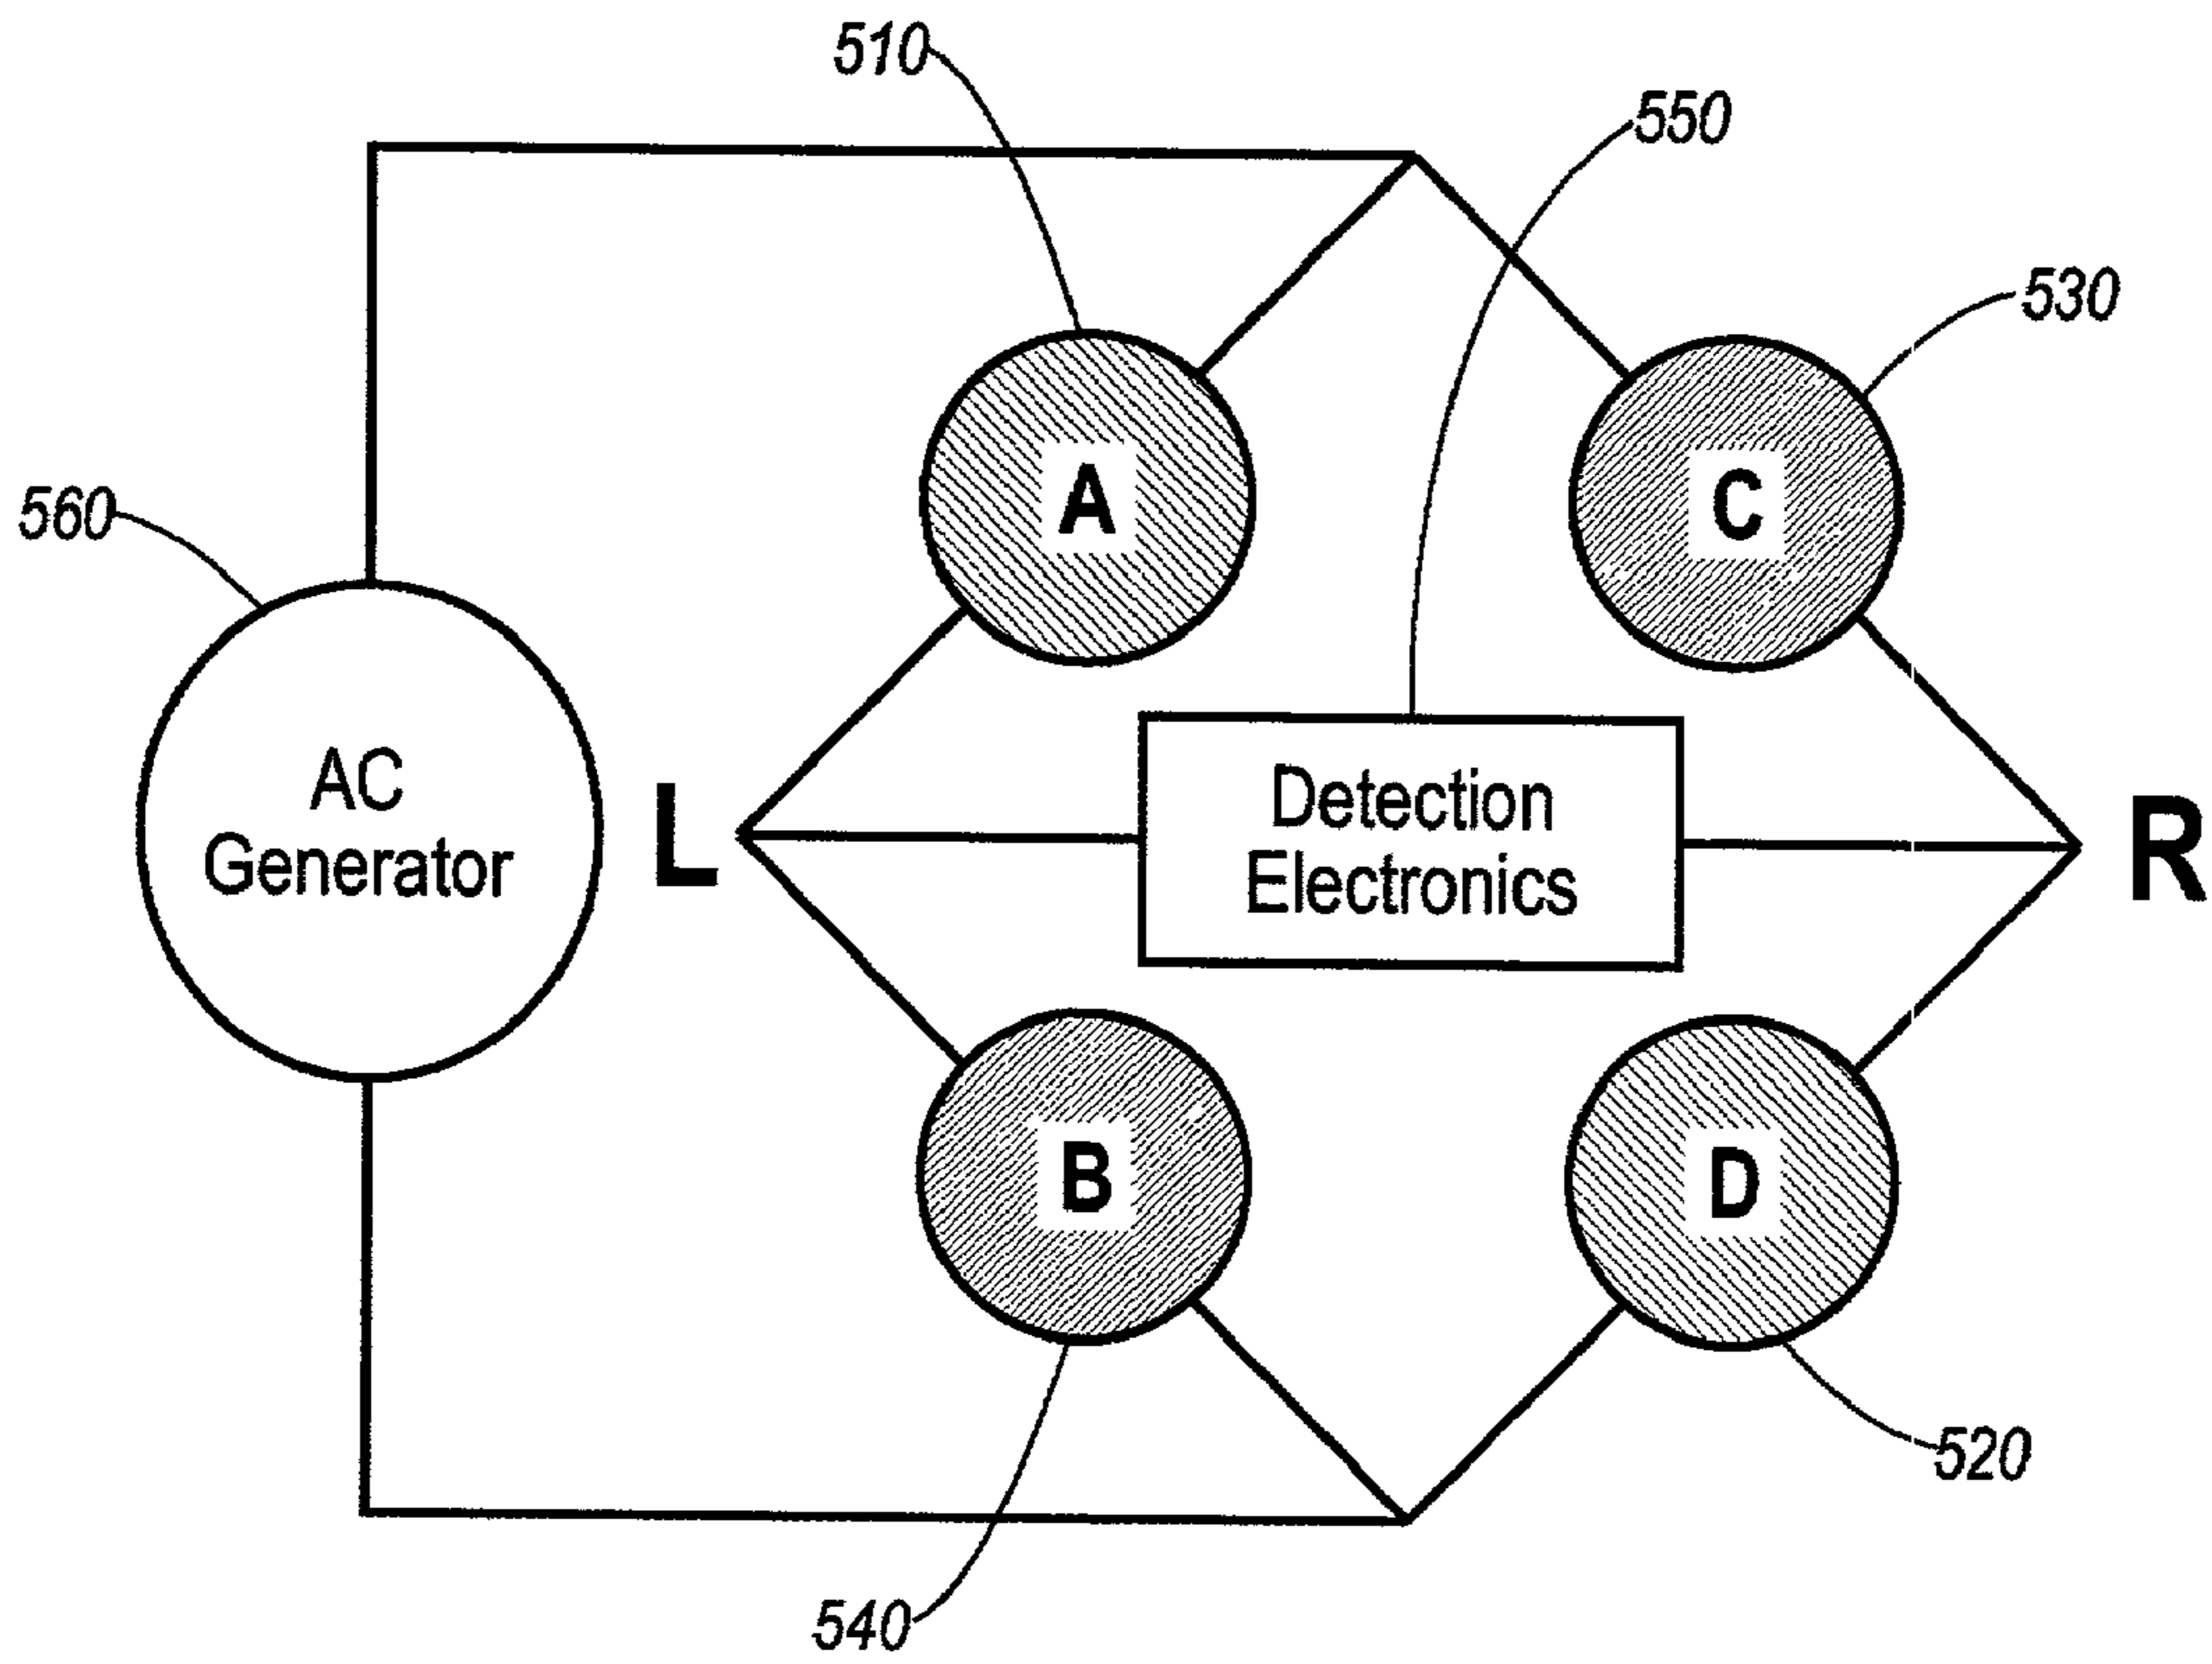 510
550
530
A
C
560
AC
Generator
L
Detection
Electronics
R
B
D
520
540